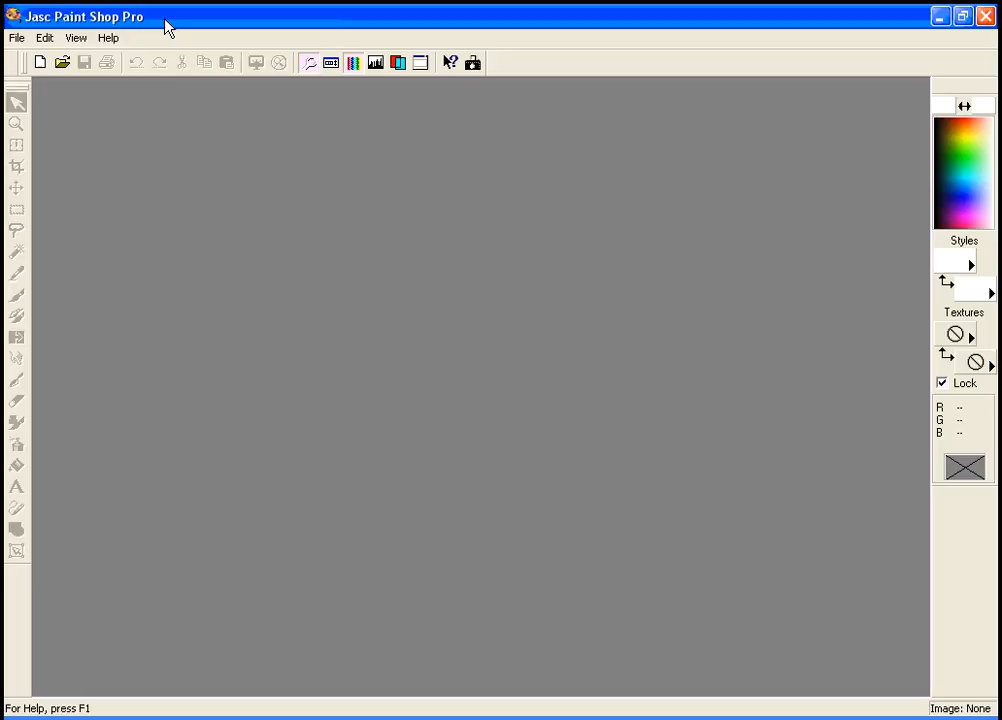 Jasc Paint Shop Pro
File Edit View Help
Styles
Textures
Lock
R --
G --
B --
For Help, press F1
Image: None